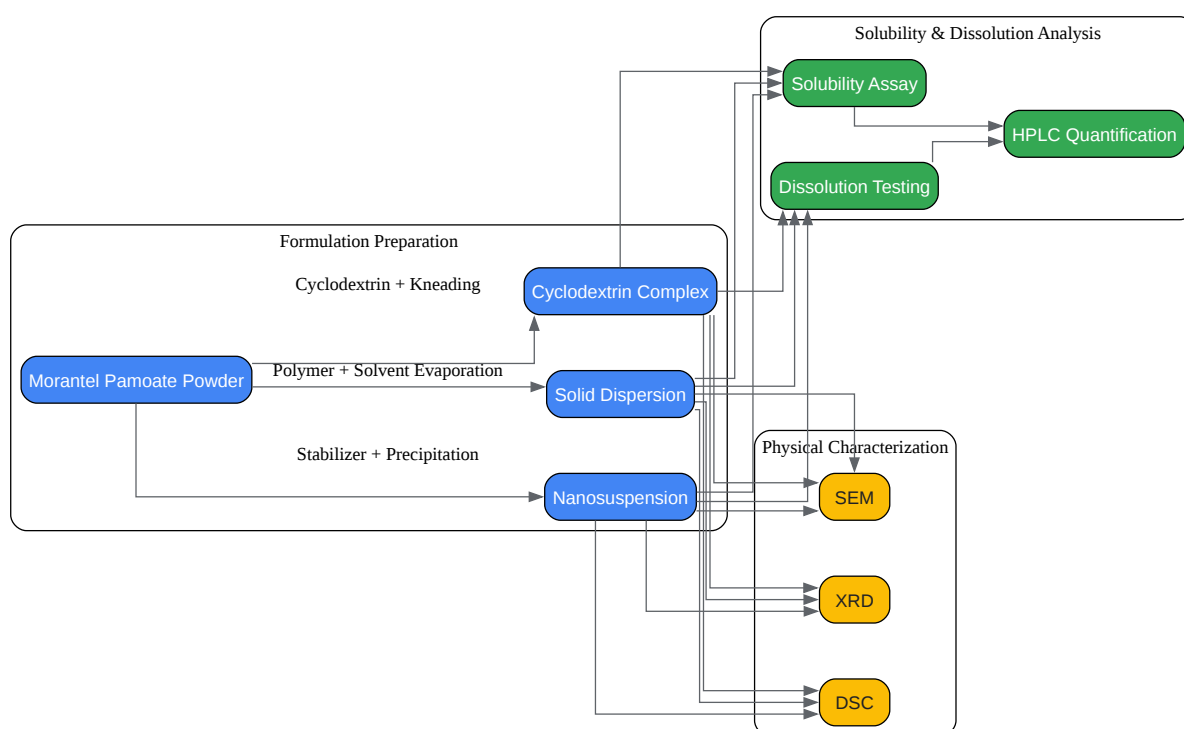 Solubility & Dissolution Analysis
Solubility Assay
HPLC Quantification
Dissolution Testing
Formulation Preparation
Cyclodextrin + Kneading
Cyclodextrin Complex
Morantel Pamoate Powder
Polymer + Solvent Evaporation
Solid Dispersion
Stabilizer + Precipitation
Nanosuspension
Physical Characterization
SEM
XRD
DSC